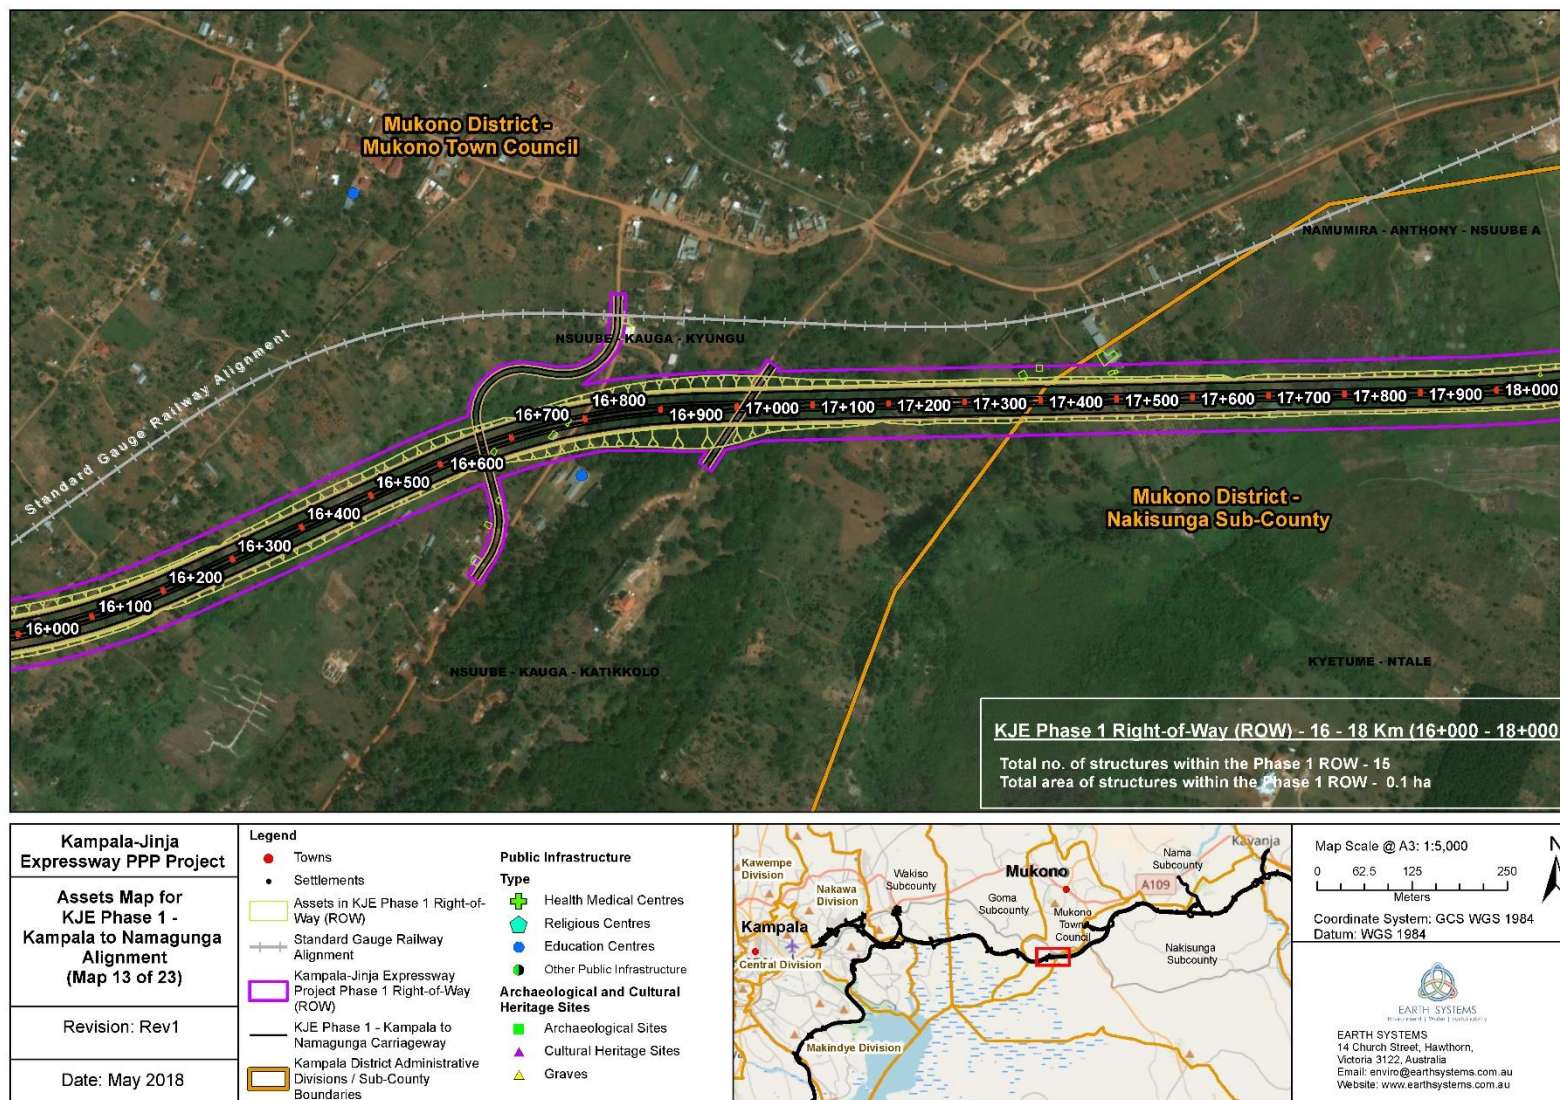 Mukono District -
Mukono Town Council
NAMUMIRA - ANTHONY - NSUUBE A
Standard Gauge Railway Alignment
NSUUBE - KAUGA - KYUNGU
16+000
16+100
16+200
16+300
16+400
16+500
16+600
16+700
16+800
16+900
17+000
17+100
17+200
17+300
17+400
17+500
17+600
17+700
17+800
17+900
18+000
Mukono District -
Nakisunga Sub-County
NSUUBE - KAUGA - KATIKKOLO
KYETUME - NTALE
KJE Phase 1 Right-of-Way (ROW) - 16 - 18 Km (16+000 - 18+000)
Total no. of structures within the Phase 1 ROW - 15
Total area of structures within the Phase 1 ROW - 0.1 ha
Kampala-Jinja
Expressway PPP Project
Assets Map for
KJE Phase 1 -
Kampala to Namagunga
Alignment
(Map 13 of 23)
Revision: Rev1
Date: May 2018
Legend
Towns
Settlements
Assets in KJE Phase 1 Right-of-
Way (ROW)
Standard Gauge Railway
Alignment
Kampala-Jinja Expressway
Project Phase 1 Right-of-Way
(ROW)
KJE Phase 1 - Kampala to
Namagunga Carriageway
Kampala District Administrative
Divisions / Sub-County
Boundaries
Public Infrastructure
Type
Health Medical Centres
Religious Centres
Education Centres
Other Public Infrastructure
Archaeological and Cultural
Heritage Sites
Archaeological Sites
Cultural Heritage Sites
Graves
Kawempe
Division
Nakawa
Division
Wakiso
Subcounty
Kampala
Central Division
Makindye Division
Goma
Subcounty
Mukono
Mukono
Town
Council
A109
Nama
Subcounty
Kavanja
Nakisunga
Subcounty
Map Scale @ A3: 1:5,000
N
0 62.5 125 250
Meters
Coordinate System: GCS WGS 1984
Datum: WGS 1984
EARTH SYSTEMS
Environment | Water | Sustainability
EARTH SYSTEMS
14 Church Street, Hawthorn,
Victoria 3122, Australia
Email: enviro@earthsystems.com.au
Website: www.earthsystems.com.au